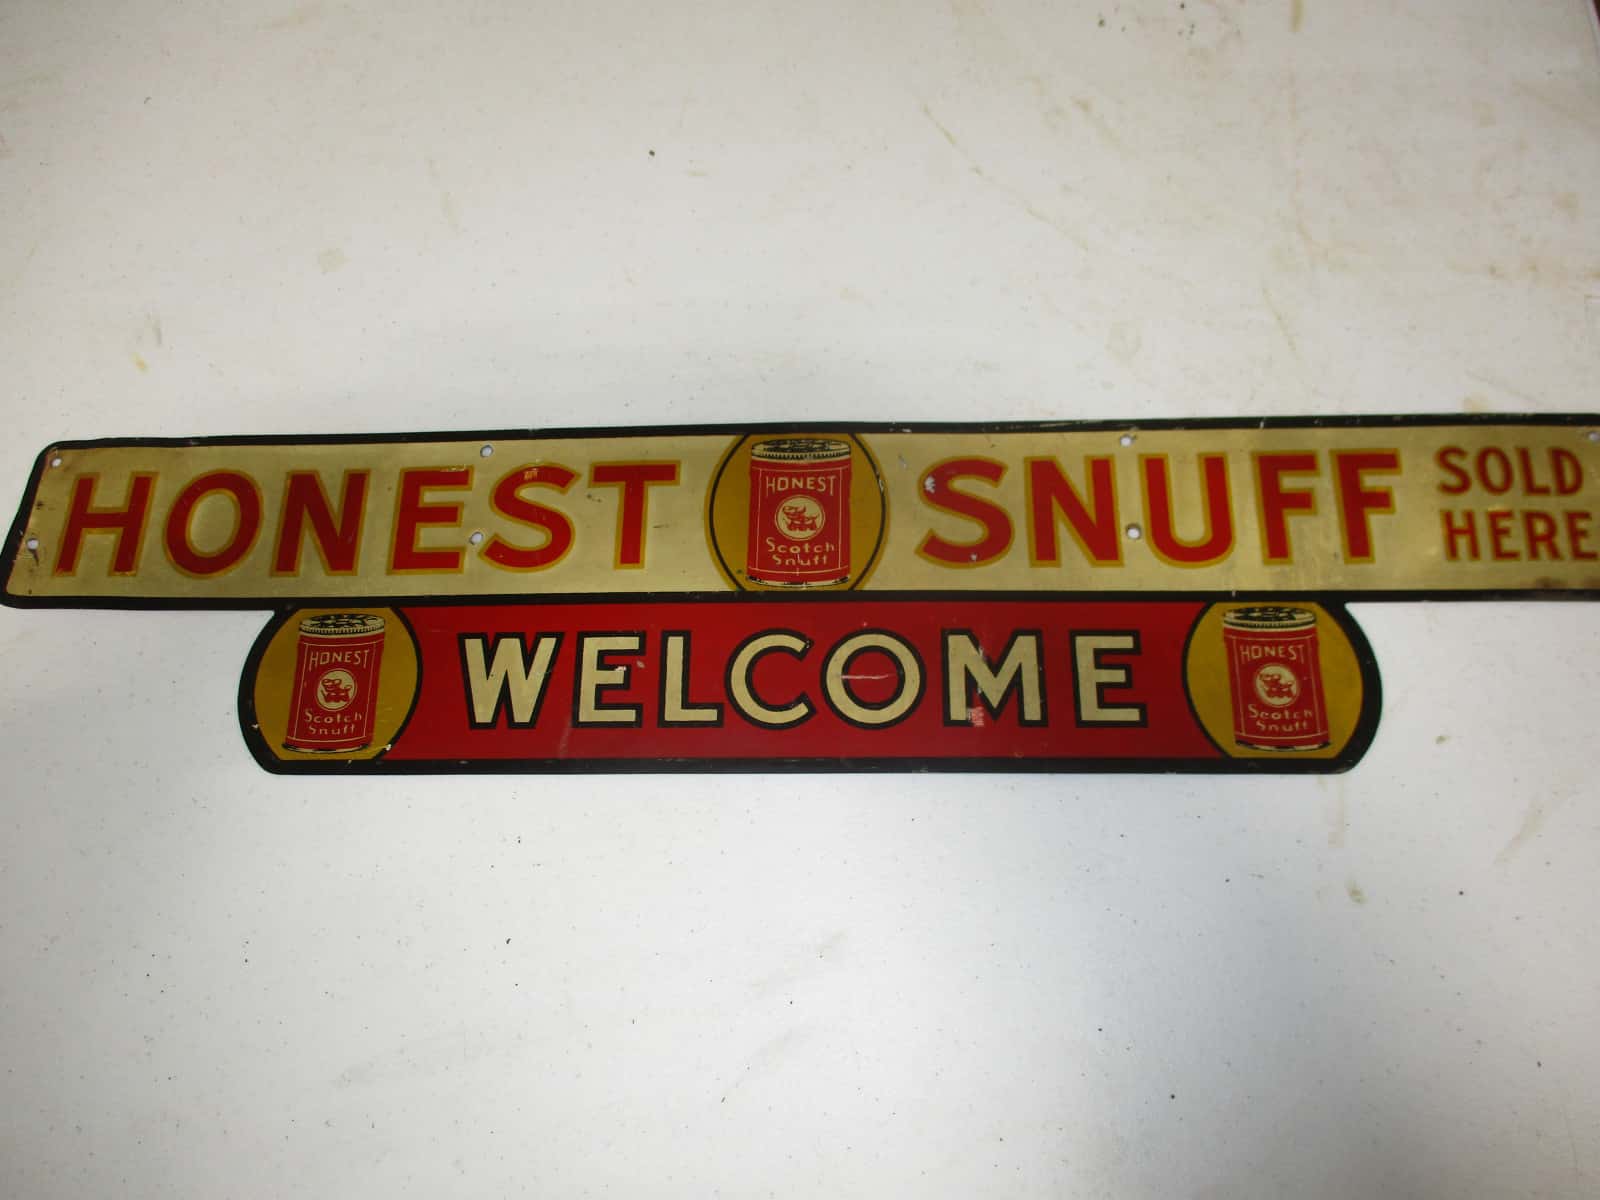 HONEST SNUFF SOLD HERE
HONEST
Scotch
Snuff
WELCOME
HONEST
Scotch
Snuff
HONEST
Scotch
Snuff